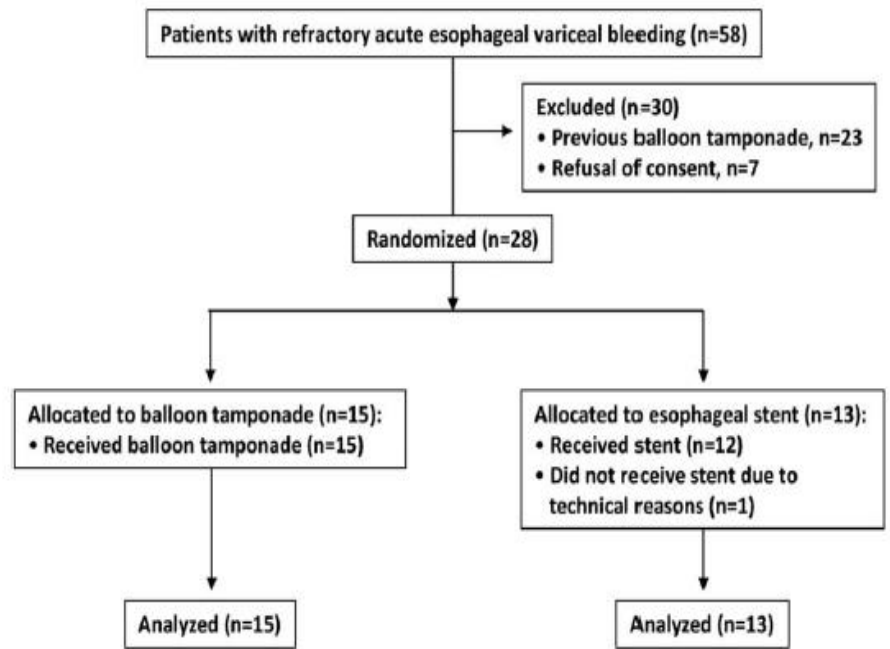 Patients with refractory acute esophageal variceal bleeding (n=58)
Excluded (n=30)
• Previous balloon tamponade, n=23
• Refusal of consent, n=7
Randomized (n=28)
Allocated to balloon tamponade (n=15):
• Received balloon tamponade (n=15)
Allocated to esophageal stent (n=13):
• Received stent (n=12)
• Did not receive stent due to
technical reasons (n=1)
Analyzed (n=15)
Analyzed (n=13)